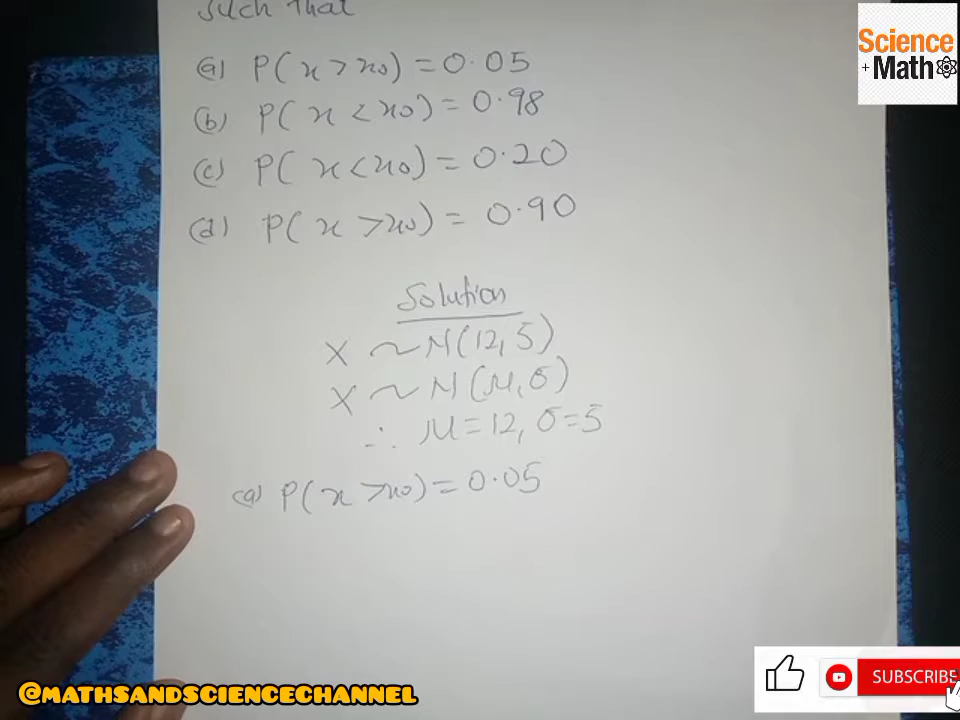 such that
(a) P(x > x₀) = 0.05
(b) P(x < x₀) = 0.98
(c) P(x < x₀) = 0.20
(d) P(x > x₀) = 0.90
Solution
X ~ N(12, 5)
X ~ N(μ, σ)
∴ μ = 12, σ = 5
(a) P(x > x₀) = 0.05
Science
+ Math
SUBSCRIBE
@MATHSANDSCIENCECHANNEL